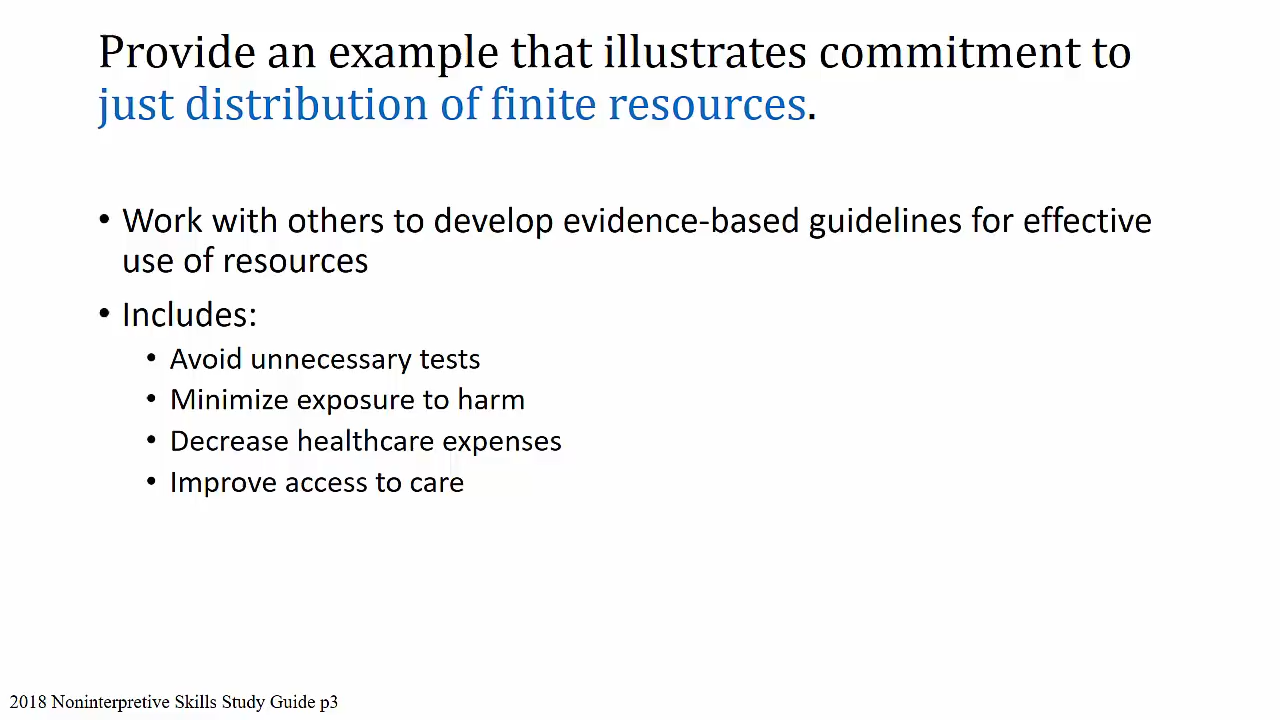 Provide an example that illustrates commitment to
just distribution of finite resources.
• Work with others to develop evidence-based guidelines for effective
use of resources
• Includes:
• Avoid unnecessary tests
• Minimize exposure to harm
• Decrease healthcare expenses
• Improve access to care
2018 Noninterpretive Skills Study Guide p3